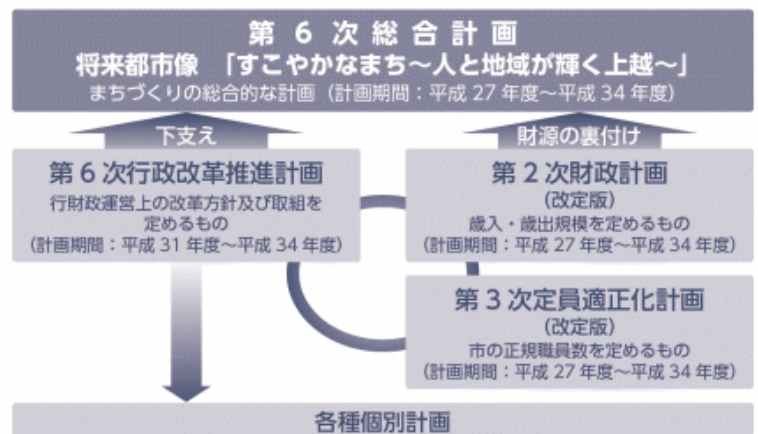 第 6 次 総 合 計 画
将来都市像 「すこやかなまち～人と地域が輝く上越～」
まちづくりの総合的な計画（計画期間：平成 27 年度～平成 34 年度）
下支え
財源の裏付け
第 6 次行政改革推進計画
行財政運営上の改革方針及び取組を
定めるもの
（計画期間：平成 31 年度～平成 34 年度）
第 2 次財政計画
（改定版）
歳入・歳出規模を定めるもの
（計画期間：平成 27 年度～平成 34 年度）
第 3 次定員適正化計画
（改定版）
市の正規職員数を定めるもの
（計画期間：平成 27 年度～平成 34 年度）
各種個別計画